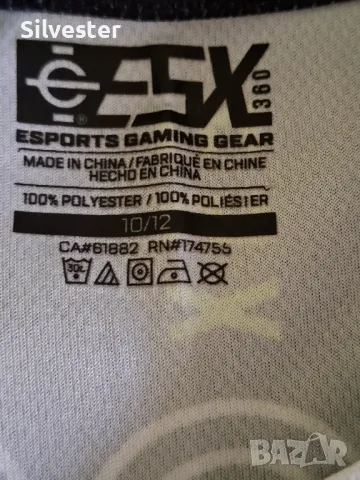 Silvester
ESX
360
®
ESPORTS GAMING GEAR
MADE IN CHINA / FABRIQUÉ EN CHINE
HECHO EN CHINA
100% POLYESTER / 100% POLIÉSTER
10/12
CA#61882 RN#174755
BAZAR